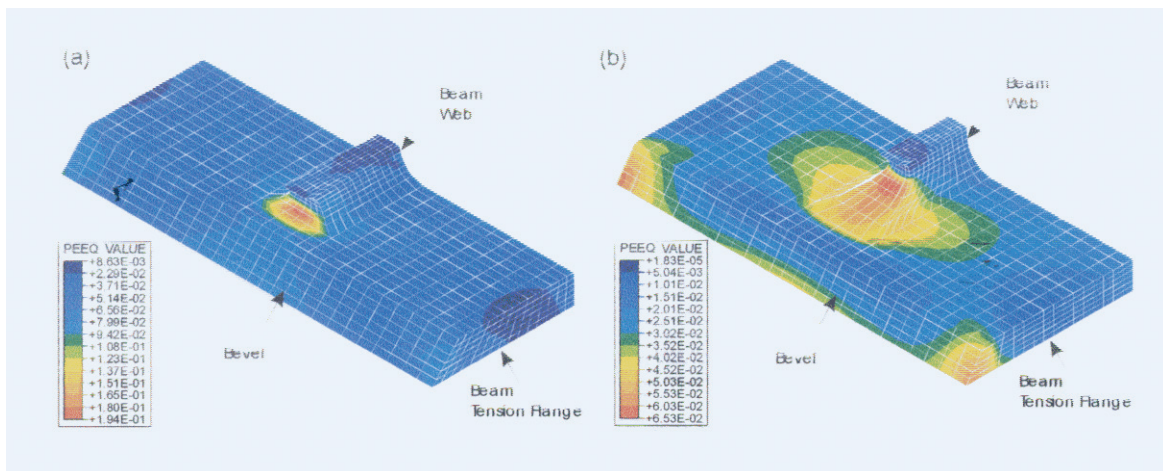 (a)
Beam
Web
PEEQ VALUE
+8.63E-03
+2.29E-02
+3.71E-02
+5.14E-02
+6.56E-02
+7.99E-02
+9.42E-02
+1.08E-01
+1.23E-01
+1.37E-01
+1.51E-01
+1.65E-01
+1.80E-01
+1.94E-01
Bevel
Beam
Tension Flange
(b)
Beam
Web
PEEQ VALUE
+1.83E-05
+5.04E-03
+1.01E-02
+1.51E-02
+2.01E-02
+2.51E-02
+3.02E-02
+3.52E-02
+4.02E-02
+4.52E-02
+5.03E-02
+5.53E-02
+6.03E-02
+6.53E-02
Bevel
Beam
Tension Flange